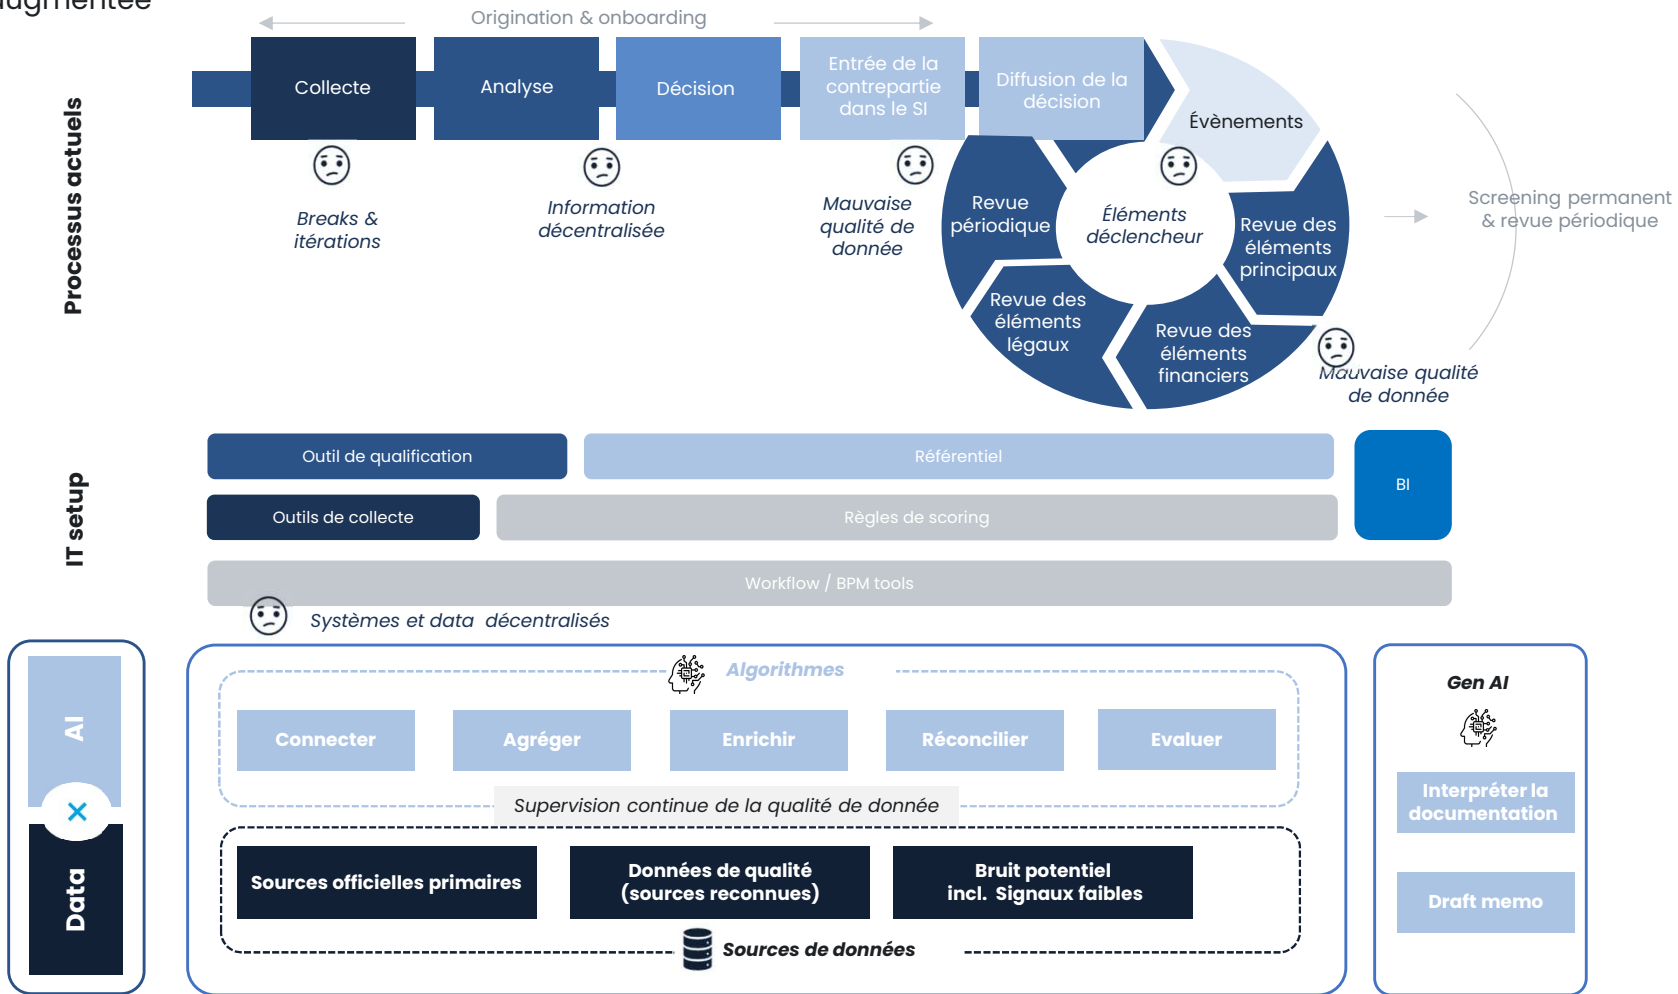 augmentée
Origination & onboarding
Processus actuels
Collecte
Analyse
Décision
Entrée de la
contrepartie
dans le SI
Diffusion de la
décision
Évènements
Breaks &
itérations
Information
décentralisée
Mauvaise
qualité de
donnée
Revue
périodique
Éléments
déclencheur
Revue des
éléments
principaux
Screening permanent
& revue périodique
Revue des
éléments
légaux
Revue des
éléments
financiers
Mauvaise qualité
de donnée
IT setup
Outil de qualification
Référentiel
BI
Outils de collecte
Règles de scoring
Workflow / BPM tools
Systèmes et data décentralisés
AI
Data
Algorithmes
Connecter
Agréger
Enrichir
Réconcilier
Evaluer
Supervision continue de la qualité de donnée
Sources officielles primaires
Données de qualité
(sources reconnues)
Bruit potentiel
incl. Signaux faibles
Sources de données
Gen AI
Interpréter la
documentation
Draft memo